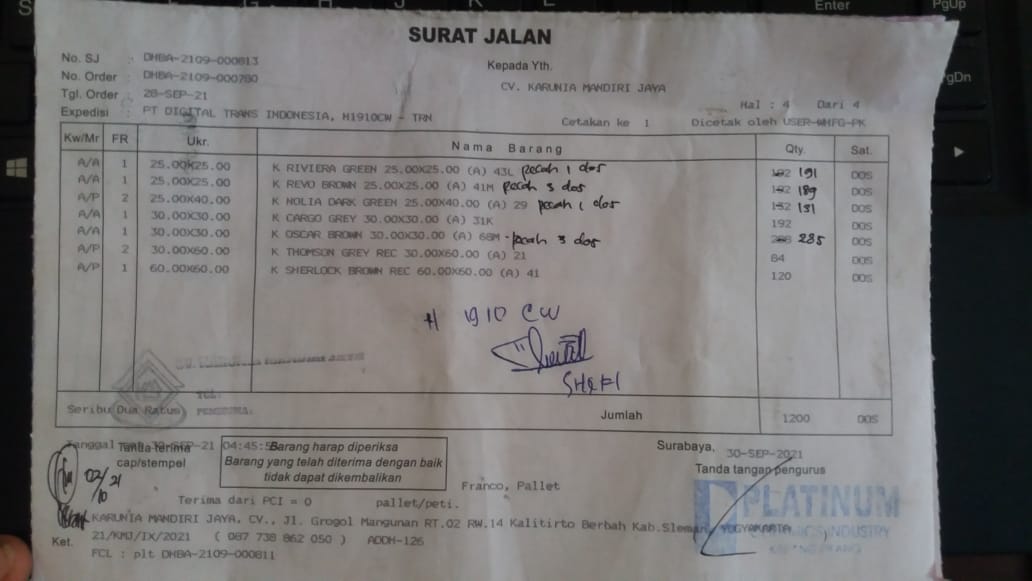 SURAT JALAN
No. SJ : DHBA-2109-000813
Kepada Yth.
No. Order : DHBA-2109-000780
CV. KARUNIA MANDIRI JAYA
Tgl. Order : 28-SEP-21
Hal : 4 Dari 4
Expedisi : PT DIGITAL TRANS INDONESIA, H1910CW - TRN
Cetakan ke 1 Dicetak oleh USER-WHFG-PK
Kw/Mr FR Ukr. Nama Barang Qty. Sat.
A/A 1 25.00X25.00 K RIVIERA GREEN 25.00X25.00 (A) 43L pecah 1 dos 192 191 DOS
A/A 1 25.00X25.00 K REVO BROWN 25.00X25.00 (A) 41M pecah 3 dos 192 189 DOS
A/P 2 25.00X40.00 K NOLIA DARK GREEN 25.00X40.00 (A) 29 pecah 1 dos 132 131 DOS
A/A 1 30.00X30.00 K CARGO GREY 30.00X30.00 (A) 31K 192 DOS
A/A 1 30.00X30.00 K OSCAR BROWN 30.00X30.00 (A) 68M - pecah 3 dos 288 285 DOS
A/P 2 30.00X60.00 K THOMSON GREY REC 30.00X60.00 (A) 21 84 DOS
A/P 1 60.00X60.00 K SHERLOCK BROWN REC 60.00X60.00 (A) 41 120 DOS
H 1910 CW
TGL:
PENERIMA:
Seribu Dua Ratus Jumlah 1200 DOS
30-SEP-21 04:45:5
Tanda terima
cap/stempel
Barang harap diperiksa
Barang yang telah diterima dengan baik
tidak dapat dikembalikan
Surabaya, 30-SEP-2021
Tanda tangan pengurus
02/10 21
Franco, Pallet
Terima dari PCI = 0 pallet/peti.
PLATINUM
CERAMICS INDUSTRY
KARUNIA MANDIRI JAYA, CV., Jl. Grogol Mangunan RT.02 RW.14 Kalitirto Berbah Kab.Sleman, YOGYAKARTA
Ket. 21/KMJ/IX/2021 ( 087 738 862 050 ) ADDH-126
FCL : plt DHBA-2109-000811
Enter
PgUp
PgDn